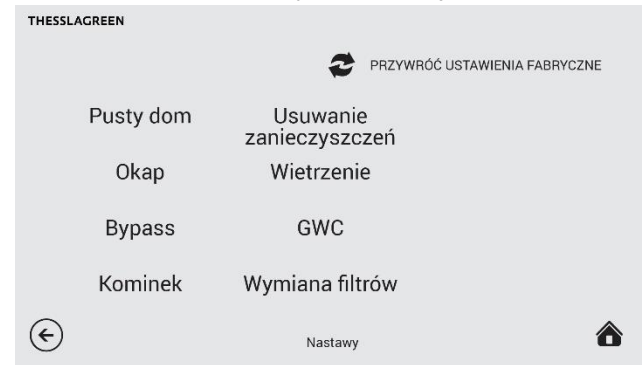 THESSLAGREEN
PRZYWRÓĆ USTAWIENIA FABRYCZNE
Pusty dom
Usuwanie
zanieczyszczeń
Okap
Wietrzenie
Bypass
GWC
Kominek
Wymiana filtrów
Nastawy